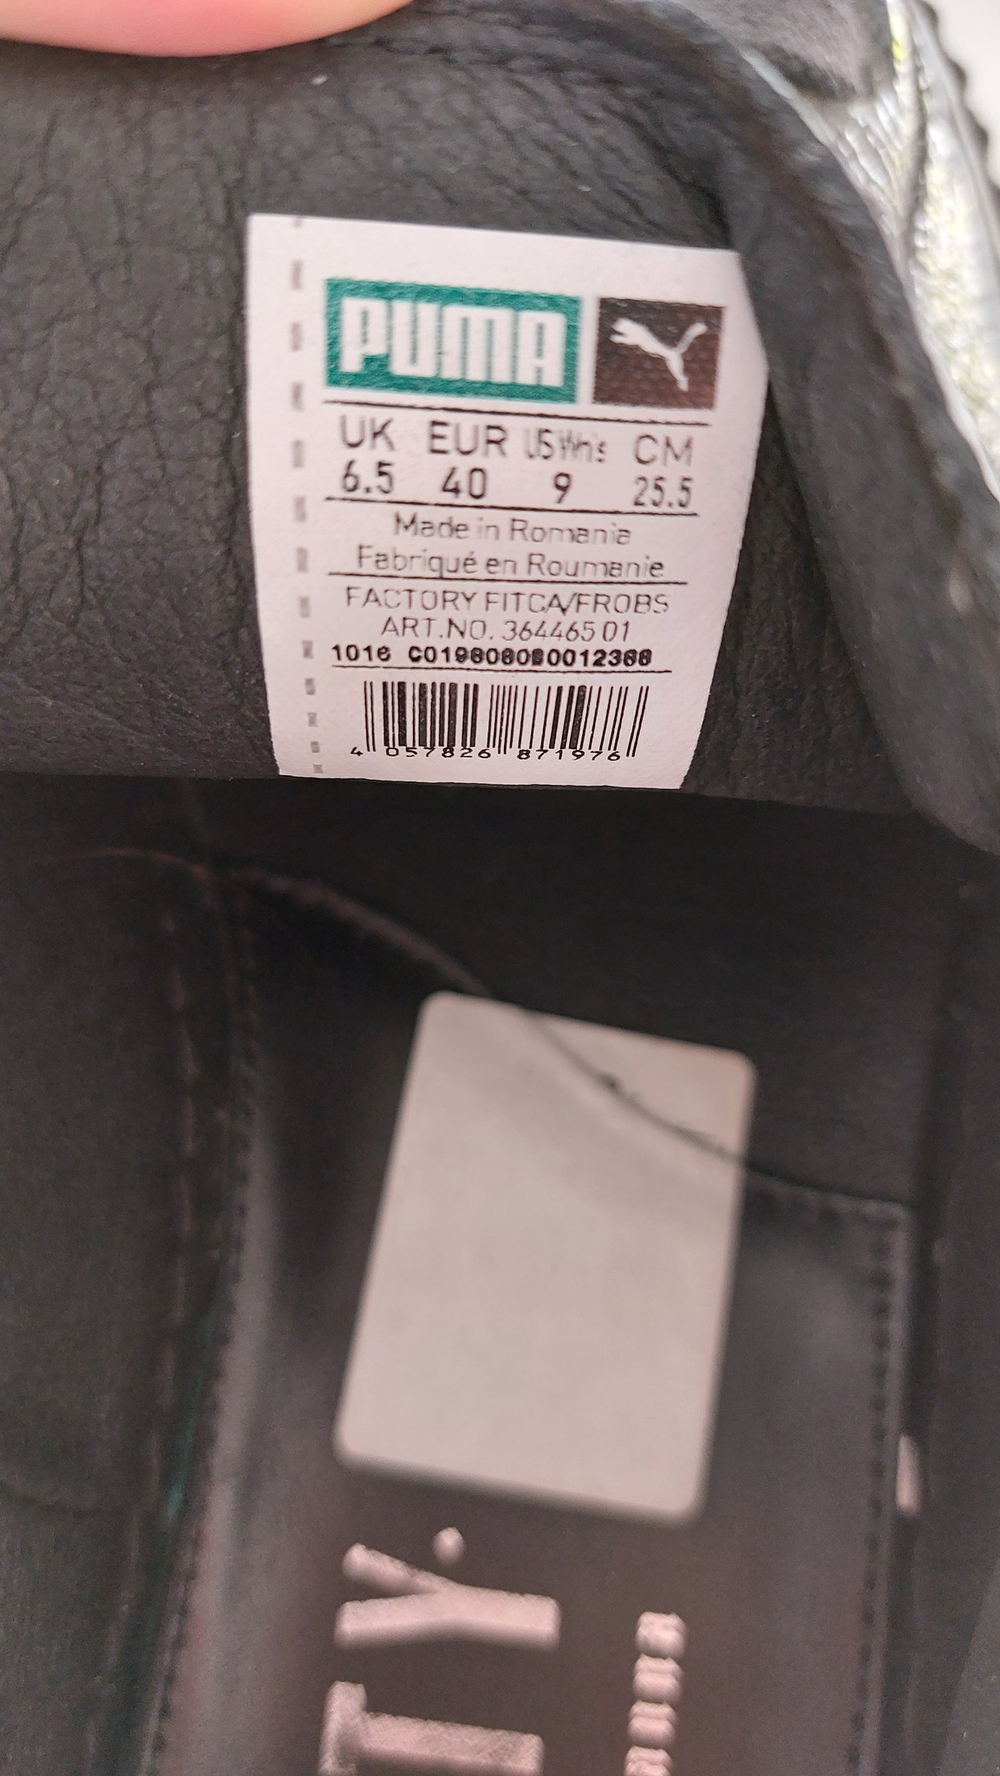 PUMA
UK EUR US Wn's CM
6.5 40 9 25.5
Made in Romania
Fabriqué en Roumanie
FACTORY FITCA/FROBS
ART.NO. 364465 01
1016
4 057826 871976
TY.